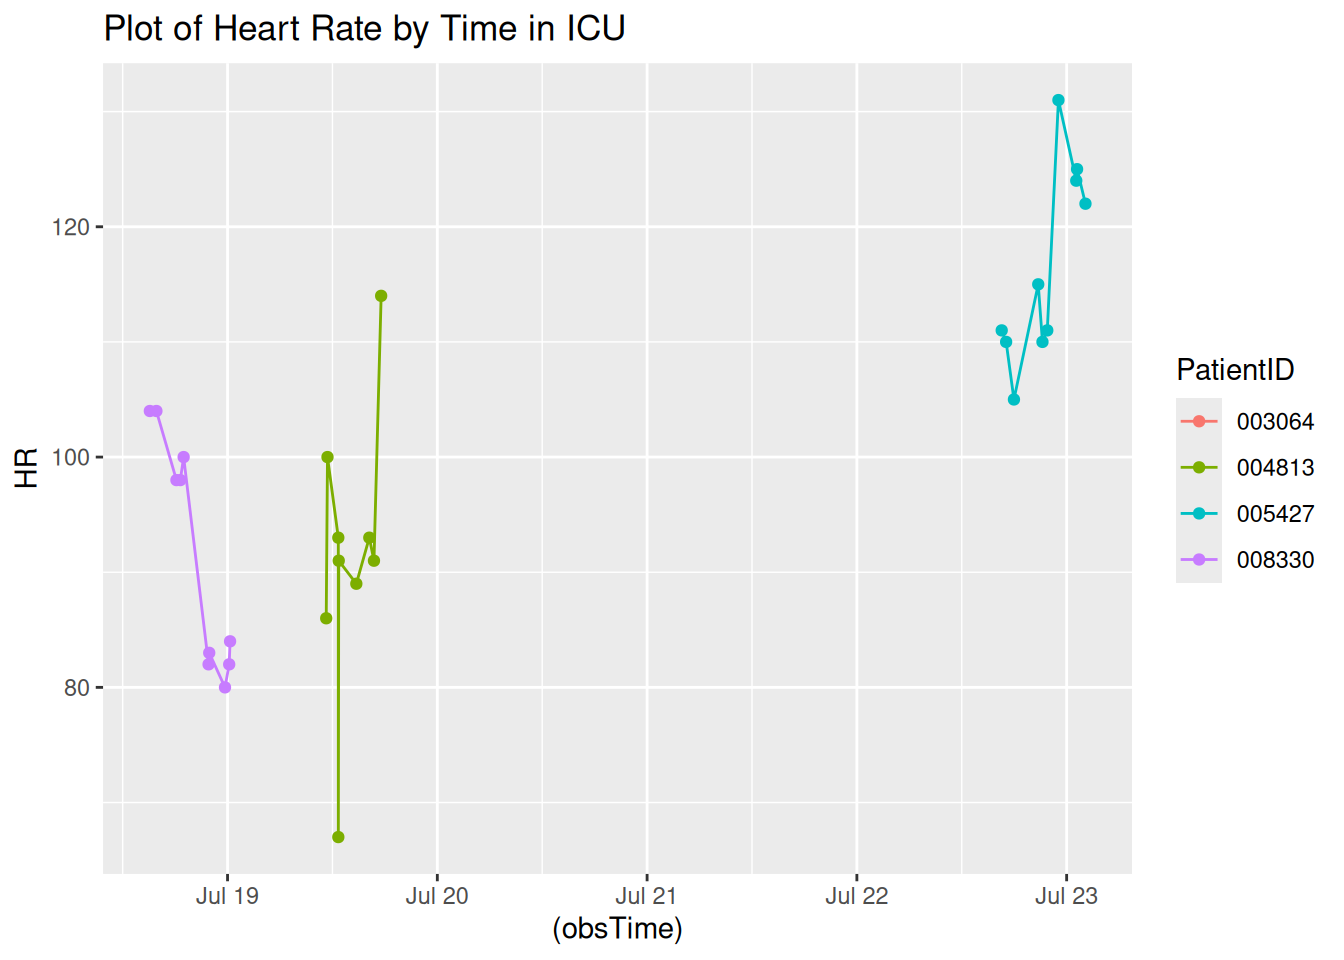 Plot of Heart Rate by Time in ICU
120
100
80
HR
Jul 19
Jul 20
Jul 21
Jul 22
Jul 23
(obsTime)
PatientID
003064
004813
005427
008330